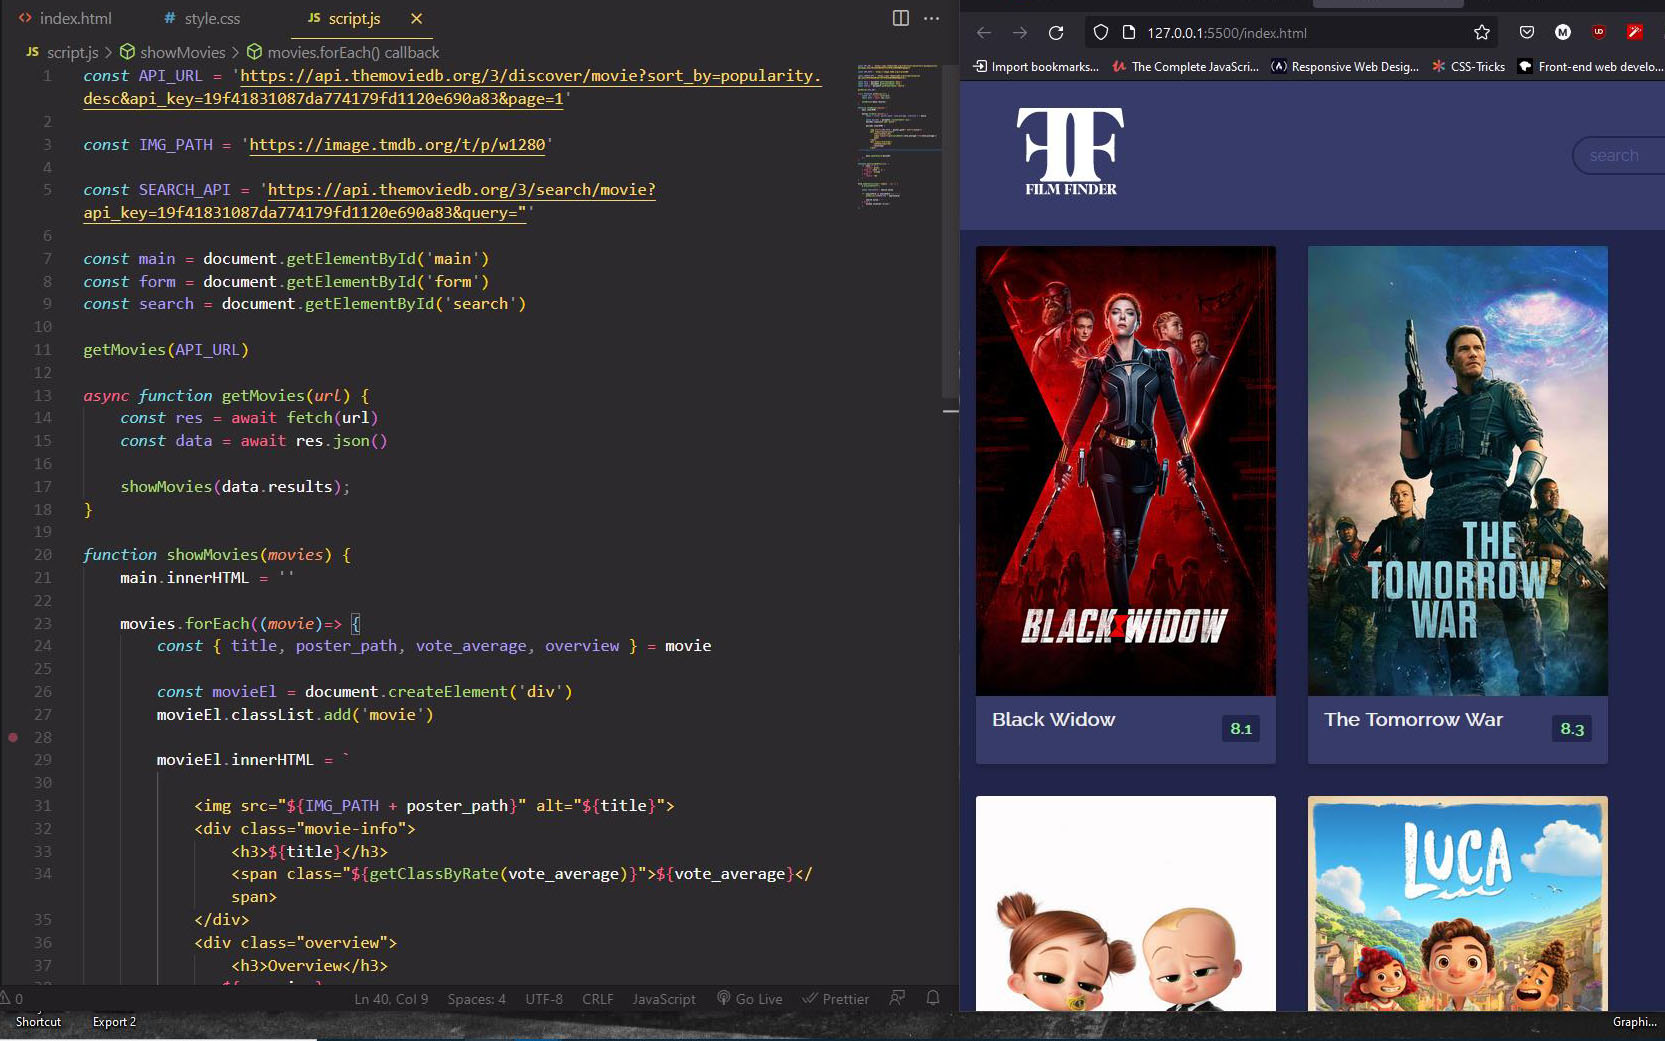 index.html
# style.css
JS script.js
JS script.js > showMovies > movies.forEach() callback
1 const API_URL = 'https://api.themoviedb.org/3/discover/movie?sort_by=popularity.
desc&api_key=19f41831087da774179fd1120e690a83&page=1'
2
3 const IMG_PATH = 'https://image.tmdb.org/t/p/w1280'
4
5 const SEARCH_API = 'https://api.themoviedb.org/3/search/movie?
api_key=19f41831087da774179fd1120e690a83&query="'
6
7 const main = document.getElementById('main')
8 const form = document.getElementById('form')
9 const search = document.getElementById('search')
10
11 getMovies(API_URL)
12
13 async function getMovies(url) {
14 const res = await fetch(url)
15 const data = await res.json()
16
17 showMovies(data.results);
18 }
19
20 function showMovies(movies) {
21 main.innerHTML = ''
22
23 movies.forEach((movie)=> {
24 const { title, poster_path, vote_average, overview } = movie
25
26 const movieEl = document.createElement('div')
27 movieEl.classList.add('movie')
28
29 movieEl.innerHTML = `
30
31 <img src="${IMG_PATH + poster_path}" alt="${title}">
32 <div class="movie-info">
33 <h3>${title}</h3>
34 <span class="${getClassByRate(vote_average)}">${vote_average}</
span>
35 </div>
36 <div class="overview">
37 <h3>Overview</h3>
0
Ln 40, Col 9
Spaces: 4
UTF-8
CRLF
JavaScript
Go Live
Prettier
Shortcut
Export 2
127.0.0.1:5500/index.html
M
Import bookmarks...
The Complete JavaScri...
Responsive Web Desig...
CSS-Tricks
Front-end web develo...
FF
FILM FINDER
search
BLACK WIDOW
THE
TOMORROW
WAR
Black Widow
8.1
The Tomorrow War
8.3
LUCA
Graphi...